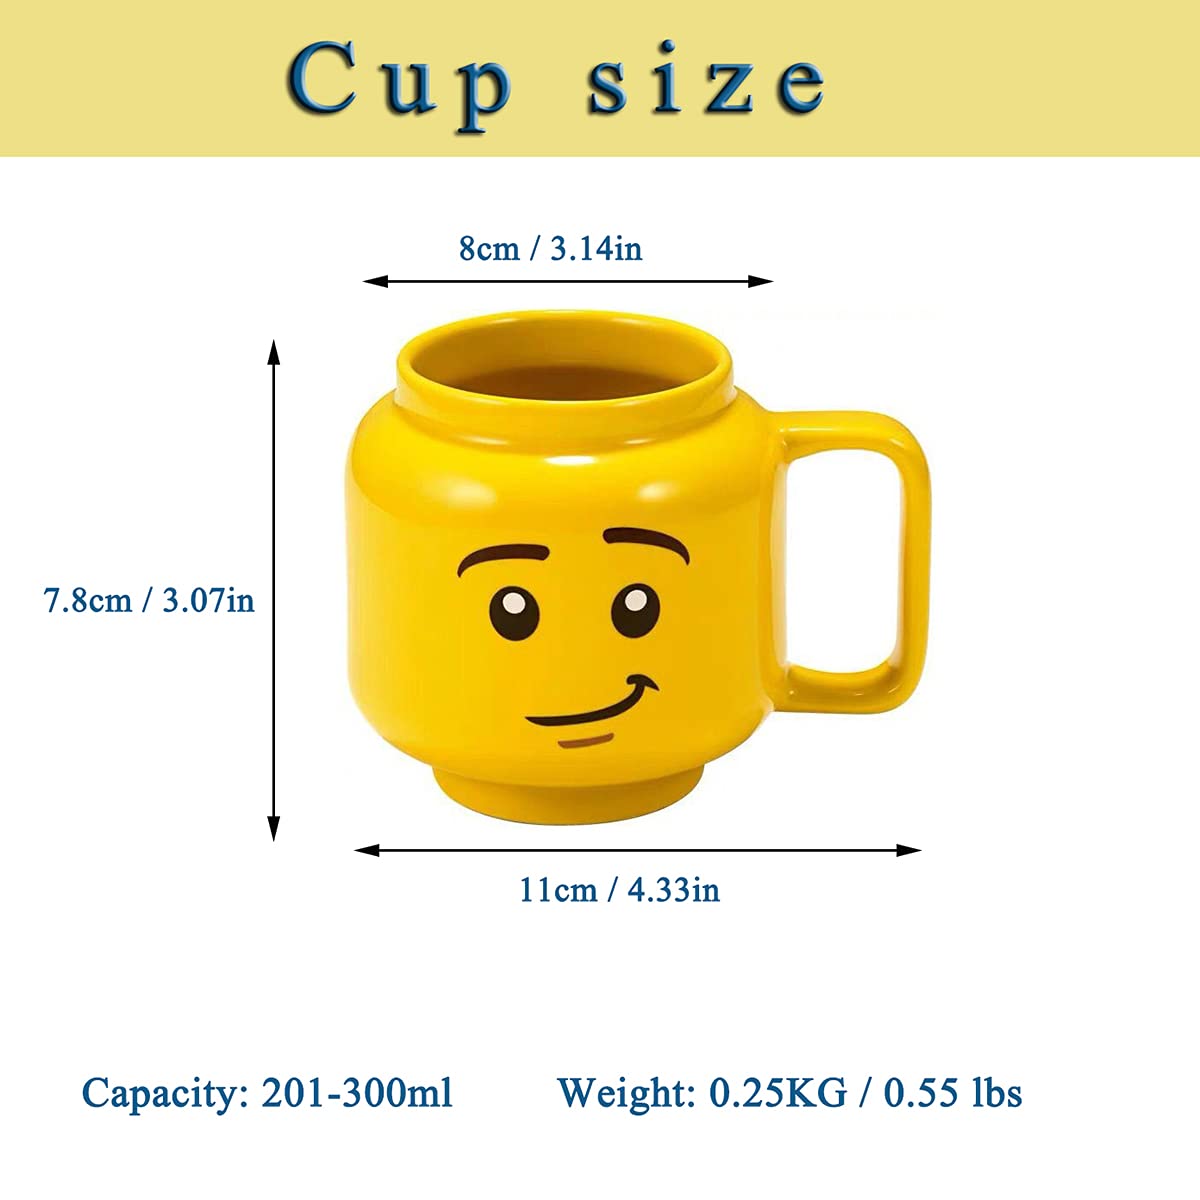 Cup size
8cm / 3.14in
7.8cm / 3.07in
11cm / 4.33in
Capacity: 201-300ml
Weight: 0.25KG / 0.55 lbs